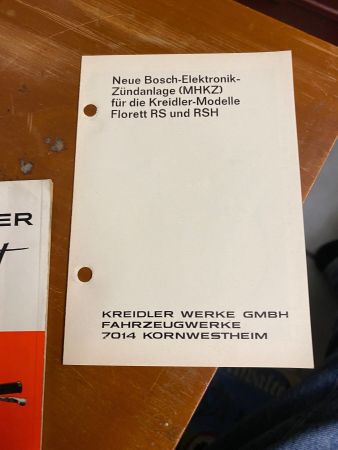 Neue Bosch-Elektronik-
Zündanlage (MHKZ)
für die Kreidler-Modelle
Florett RS und RSH
KREIDLER WERKE GMBH
FAHRZEUGWERKE
7014 KORNWESTHEIM